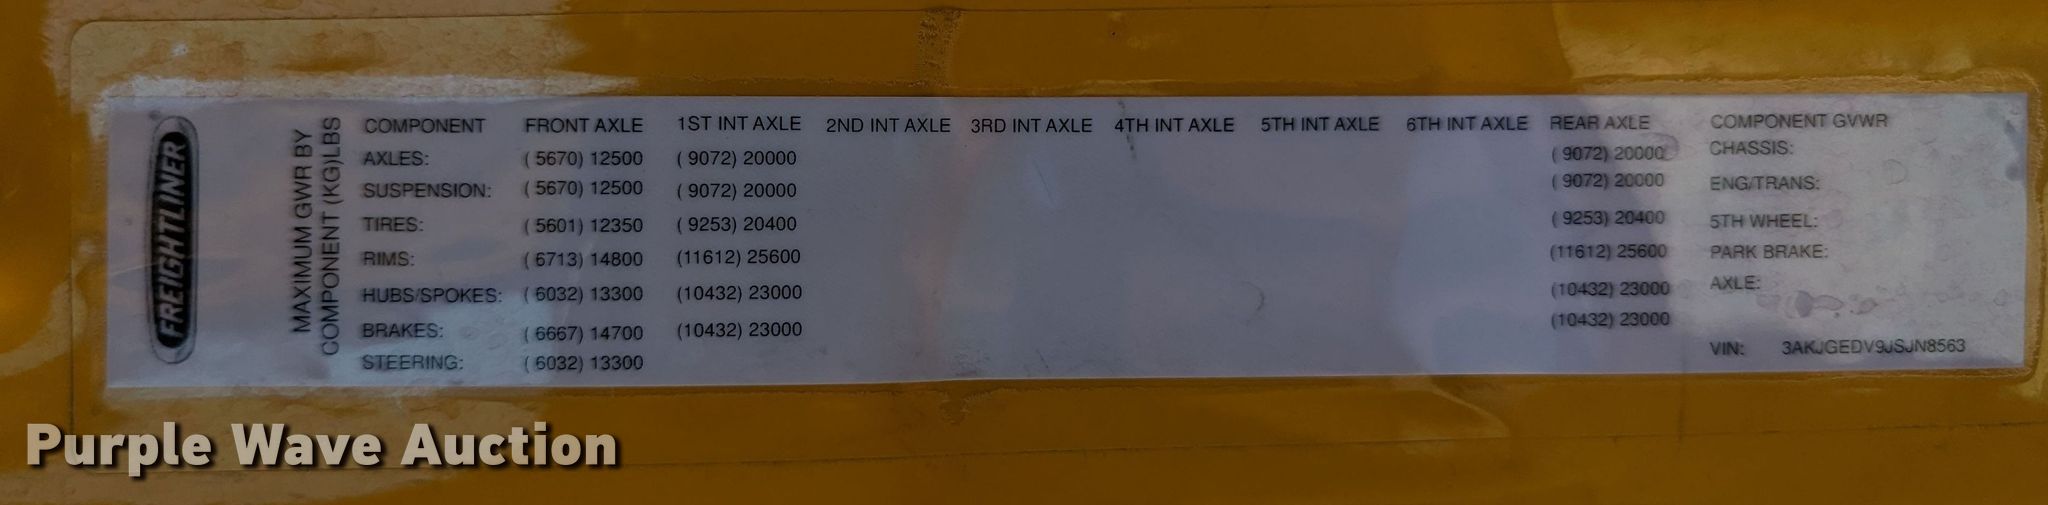 FREIGHTLINER
MAXIMUM GWR BY
COMPONENT (KG)LBS
COMPONENT FRONT AXLE 1ST INT AXLE 2ND INT AXLE 3RD INT AXLE 4TH INT AXLE 5TH INT AXLE 6TH INT AXLE REAR AXLE COMPONENT GVWR
AXLES: ( 5670) 12500 ( 9072) 20000 ( 9072) 20000 CHASSIS:
SUSPENSION: ( 5670) 12500 ( 9072) 20000 ( 9072) 20000 ENG/TRANS:
TIRES: ( 5601) 12350 ( 9253) 20400 ( 9253) 20400 5TH WHEEL:
RIMS: ( 6713) 14800 (11612) 25600 (11612) 25600 PARK BRAKE:
HUBS/SPOKES: ( 6032) 13300 (10432) 23000 (10432) 23000 AXLE:
BRAKES: ( 6667) 14700 (10432) 23000 (10432) 23000
STEERING: ( 6032) 13300 VIN: 3AKJGEDV9JSJN8563
Purple Wave Auction